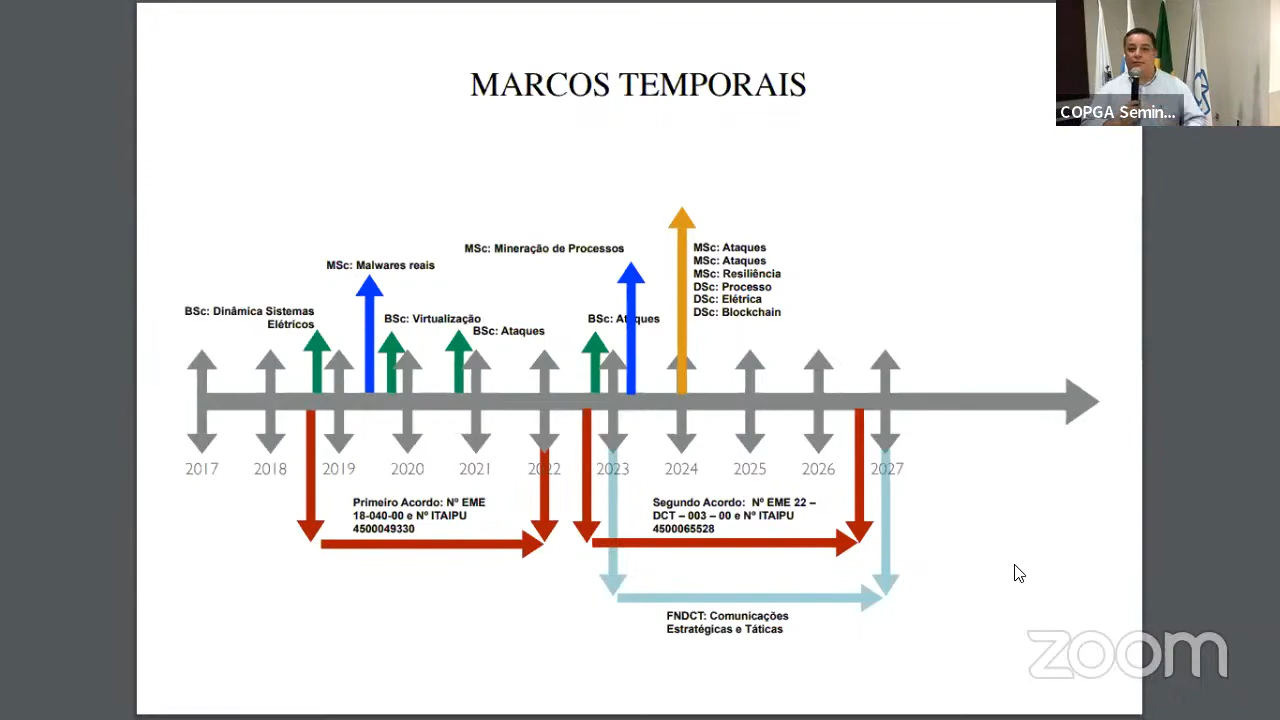 COPGA Semin...
MARCOS TEMPORAIS
MSc: Mineração de Processos
MSc: Malwares reais
BSc: Dinâmica Sistemas
Elétricos
BSc: Virtualização
BSc: Ataques
BSc: Ataques
MSc: Ataques
MSc: Ataques
MSc: Resiliência
DSc: Processo
DSc: Elétrica
DSc: Blockchain
2017 2018 2019 2020 2021 2022 2023 2024 2025 2026 2027
Primeiro Acordo: Nº EME
18-040-00 e Nº ITAIPU
4500049330
Segundo Acordo: Nº EME 22 –
DCT – 003 – 00 e Nº ITAIPU
4500065528
FNDCT: Comunicações
Estratégicas e Táticas
zoom